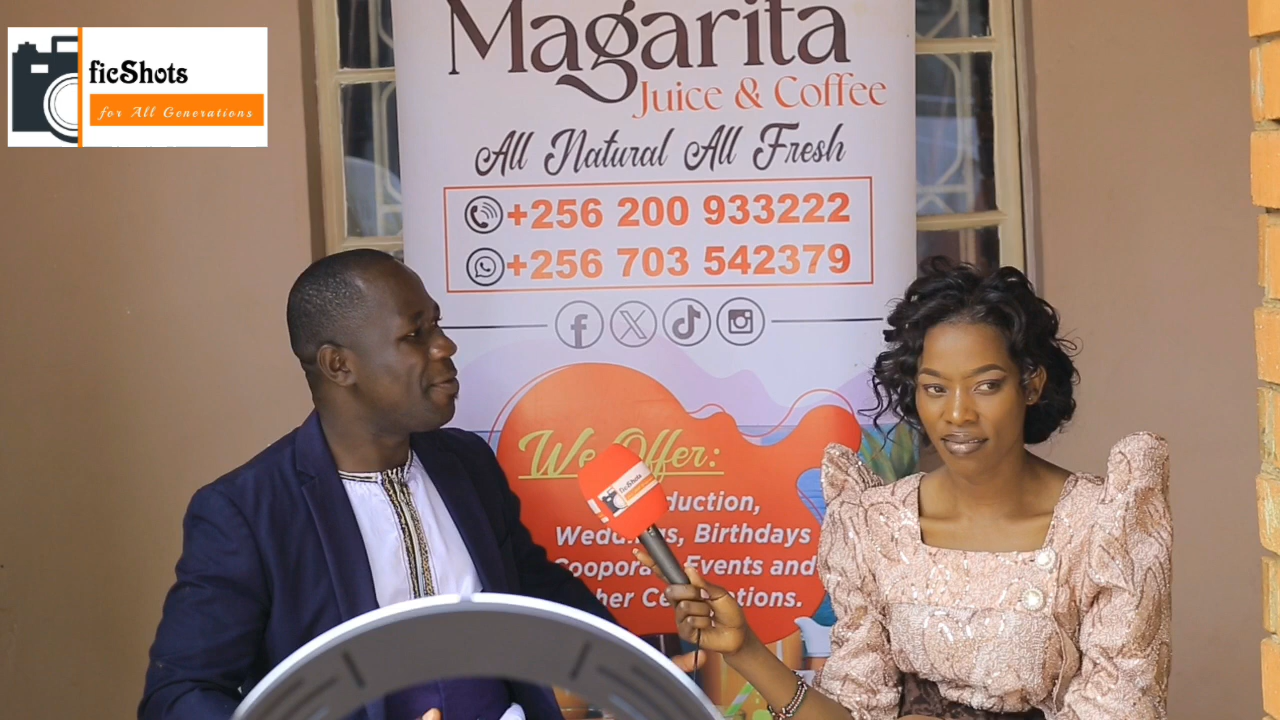 ficShots
for All Generations
Magarita
Juice & Coffee
All Natural All Fresh
+256 200 933222
+256 703 542379
We Offer:
Birthdays
Events and
ficShots